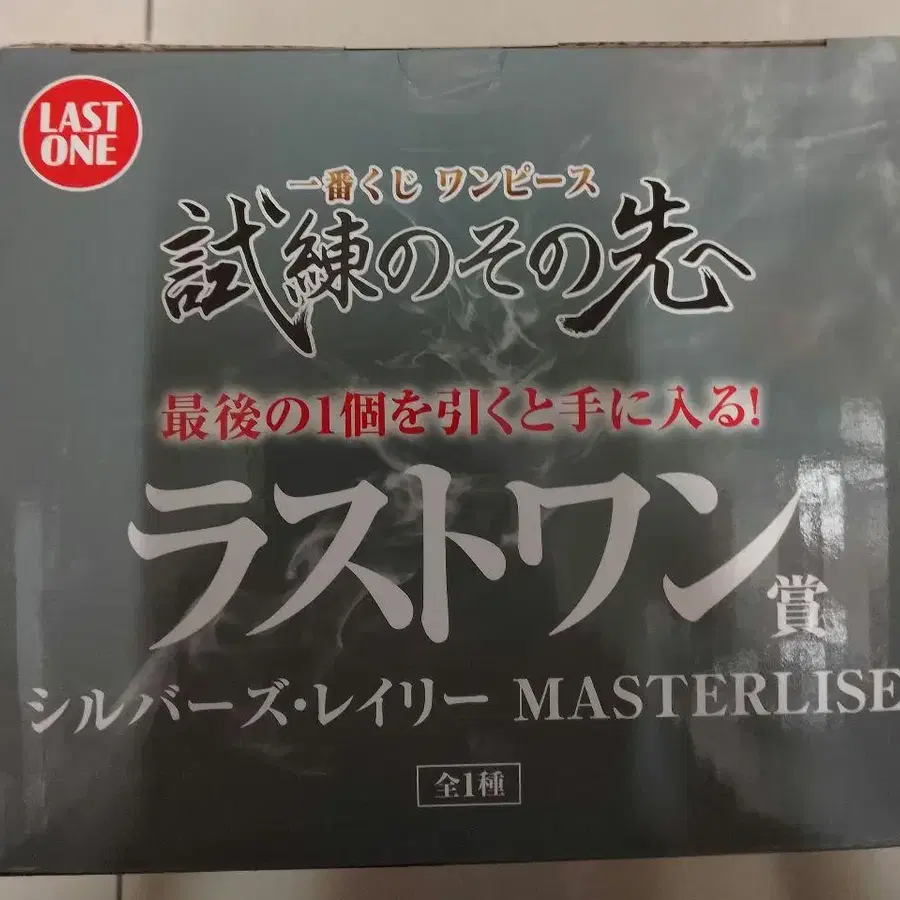 LAST
ONE
一番くじ ワンピース
試練のその先へ
最後の1個を引くと手に入る!
ラストワン賞
シルバーズ・レイリー MASTERLISE
全1種